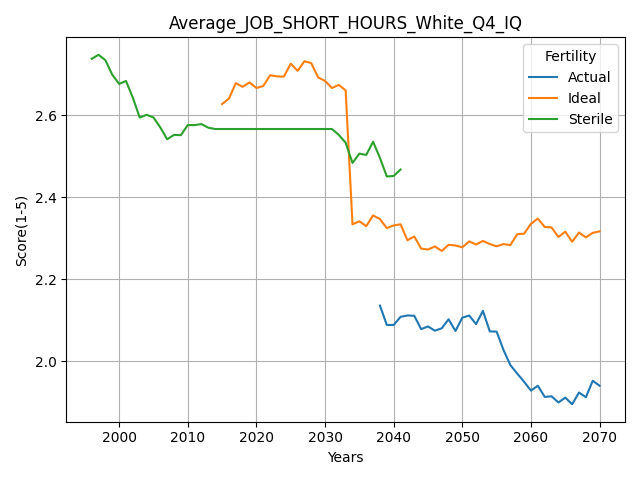 Average_JOB_SHORT_HOURS_White_Q4_IQ
Fertility
Actual
Ideal
Sterile
Score(1-5)
2.6
2.4
2.2
2.0
2000 2010 2020 2030 2040 2050 2060 2070
Years